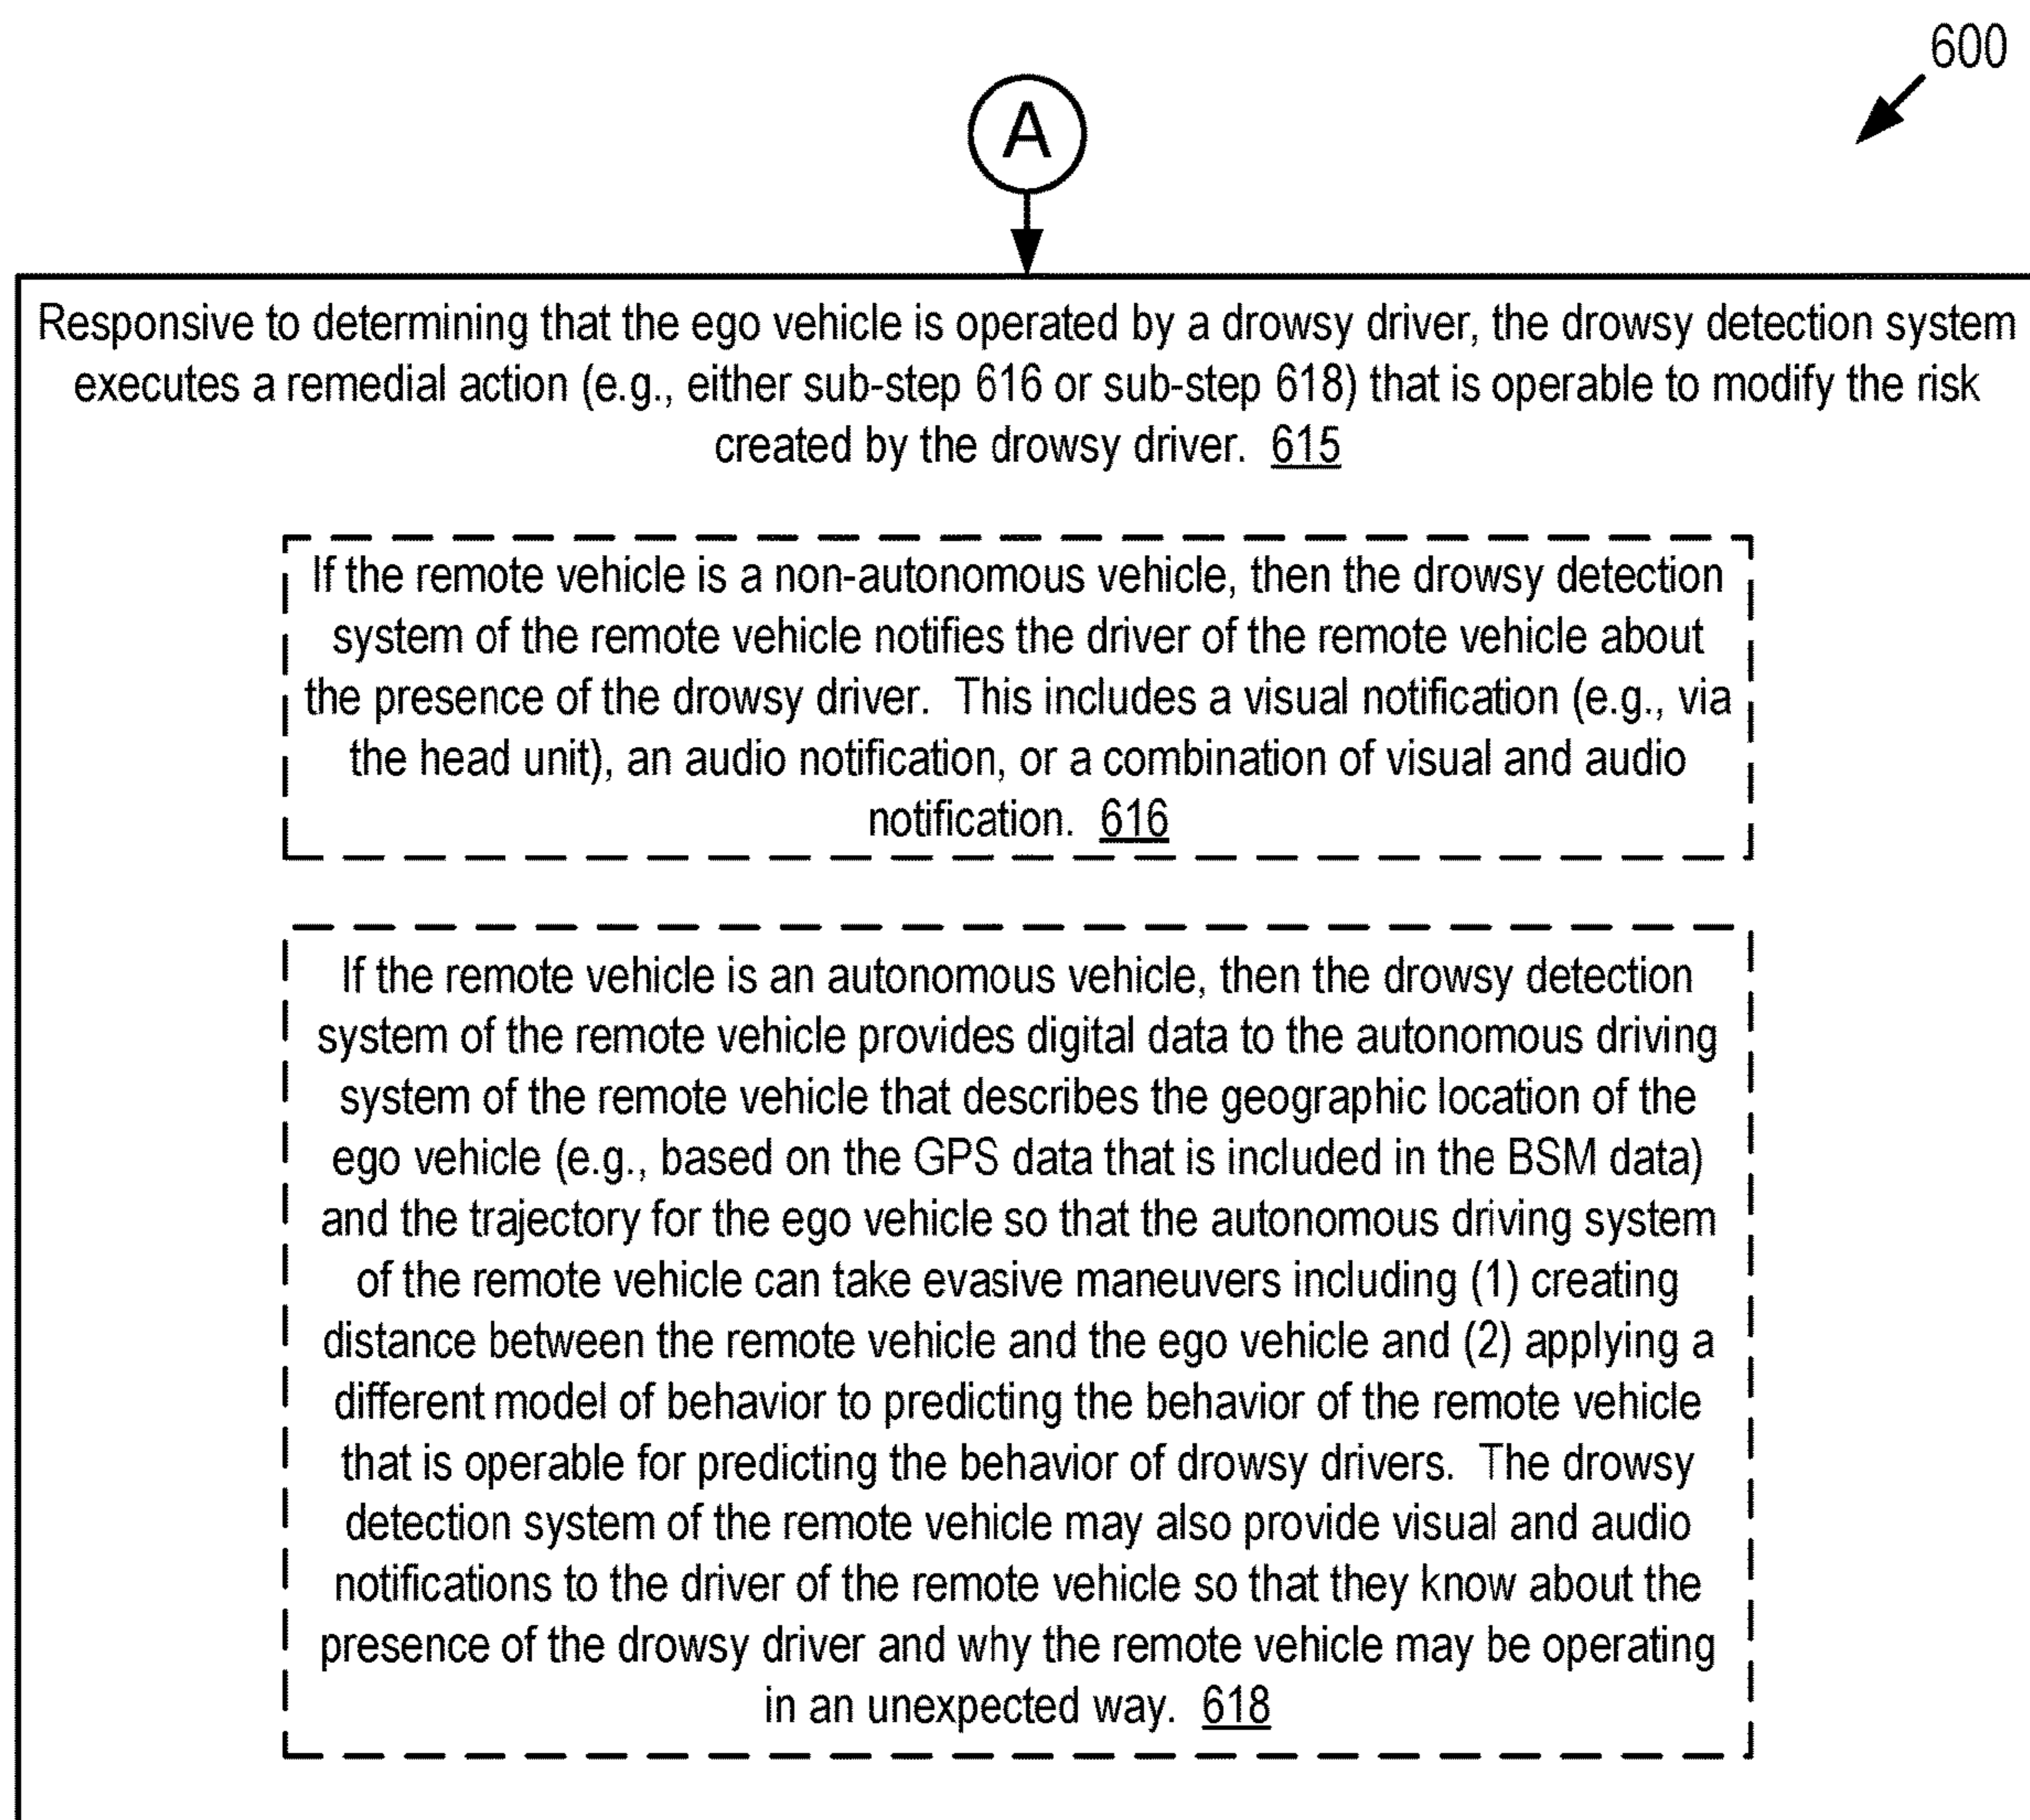 600
A
Responsive to determining that the ego vehicle is operated by a drowsy driver, the drowsy detection system
executes a remedial action (e.g., either sub-step 616 or sub-step 618) that is operable to modify the risk
created by the drowsy driver. 615
If the remote vehicle is a non-autonomous vehicle, then the drowsy detection
system of the remote vehicle notifies the driver of the remote vehicle about
the presence of the drowsy driver. This includes a visual notification (e.g., via
the head unit), an audio notification, or a combination of visual and audio
notification. 616
If the remote vehicle is an autonomous vehicle, then the drowsy detection
system of the remote vehicle provides digital data to the autonomous driving
system of the remote vehicle that describes the geographic location of the
ego vehicle (e.g., based on the GPS data that is included in the BSM data)
and the trajectory for the ego vehicle so that the autonomous driving system
of the remote vehicle can take evasive maneuvers including (1) creating
distance between the remote vehicle and the ego vehicle and (2) applying a
different model of behavior to predicting the behavior of the remote vehicle
that is operable for predicting the behavior of drowsy drivers. The drowsy
detection system of the remote vehicle may also provide visual and audio
notifications to the driver of the remote vehicle so that they know about the
presence of the drowsy driver and why the remote vehicle may be operating
in an unexpected way. 618